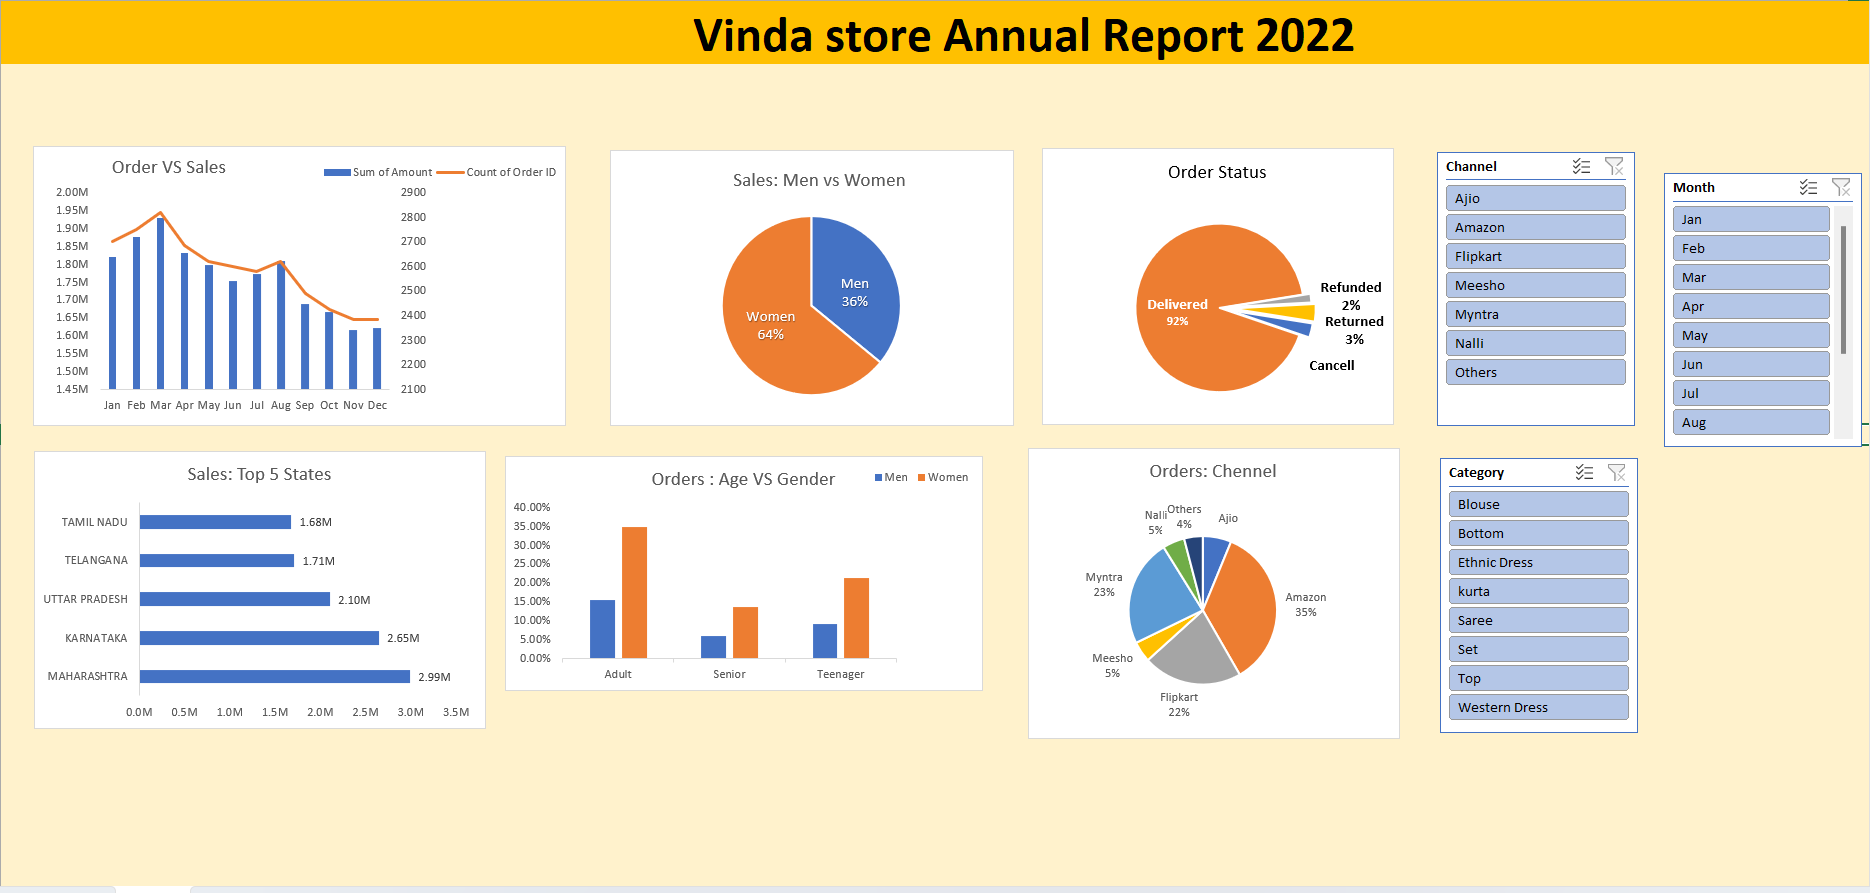 Vinda store Annual Report 2022
Order VS Sales
Sum of Amount
Count of Order ID
2.00M
1.95M
1.90M
1.85M
1.80M
1.75M
1.70M
1.65M
1.60M
1.55M
1.50M
1.45M
2900
2800
2700
2600
2500
2400
2300
2200
2100
Jan Feb Mar Apr May Jun Jul Aug Sep Oct Nov Dec
Sales: Men vs Women
Men
36%
Women
64%
Order Status
Delivered
92%
Refunded
2%
Returned
3%
Cancell
Channel
Ajio
Amazon
Flipkart
Meesho
Myntra
Nalli
Others
Month
Jan
Feb
Mar
Apr
May
Jun
Jul
Aug
Sales: Top 5 States
TAMIL NADU 1.68M
TELANGANA 1.71M
UTTAR PRADESH 2.10M
KARNATAKA 2.65M
MAHARASHTRA 2.99M
0.0M 0.5M 1.0M 1.5M 2.0M 2.5M 3.0M 3.5M
Orders : Age VS Gender
Men Women
40.00%
35.00%
30.00%
25.00%
20.00%
15.00%
10.00%
5.00%
0.00%
Adult Senior Teenager
Orders: Chennel
Nalli
5%
Others
4%
Ajio
Myntra
23%
Amazon
35%
Meesho
5%
Flipkart
22%
Category
Blouse
Bottom
Ethnic Dress
kurta
Saree
Set
Top
Western Dress